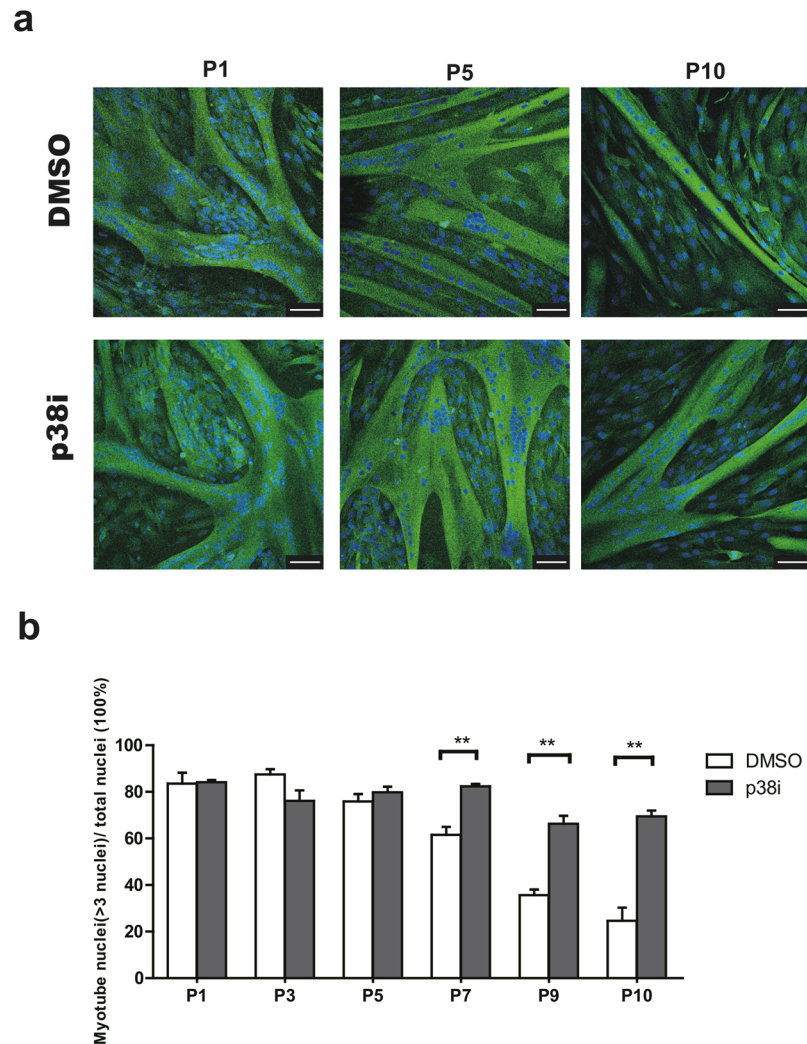 a
P1 P5 P10
DMSO
p38i
b
Myotube nuclei(>3 nuclei)/ total nuclei (100%)
100
80
60
40
20
0
** ** **
DMSO
p38i
P1 P3 P5 P7 P9 P10